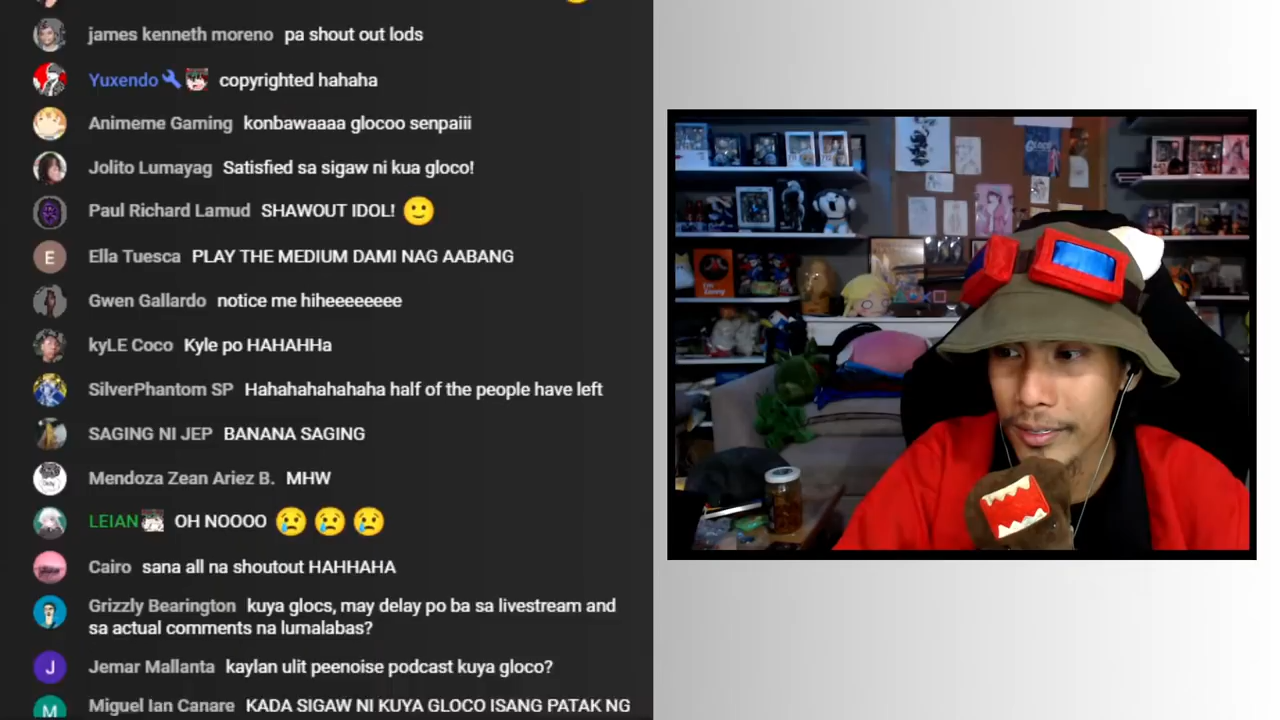 james kenneth moreno pa shout out lods
Yuxendo copyrighted hahaha
Animeme Gaming konbawaaaa glocoo senpaiii
Jolito Lumayag Satisfied sa sigaw ni kua gloco!
Paul Richard Lamud SHAWOUT IDOL! 🙂
E Ella Tuesca PLAY THE MEDIUM DAMI NAG AABANG
Gwen Gallardo notice me hiheeeeeeee
kyLE Coco Kyle po HAHAHHa
SilverPhantom SP Hahahahahahaha half of the people have left
SAGING NI JEP BANANA SAGING
Mendoza Zean Ariez B. MHW
LEIAN OH NOOOO 😢 😢 😢
Cairo sana all na shoutout HAHHAHA
Grizzly Bearington kuya glocs, may delay po ba sa livestream and
sa actual comments na lumalabas?
J Jemar Mallanta kaylan ulit peenoise podcast kuya gloco?
M Miguel Ian Canare KADA SIGAW NI KUYA GLOCO ISANG PATAK NG